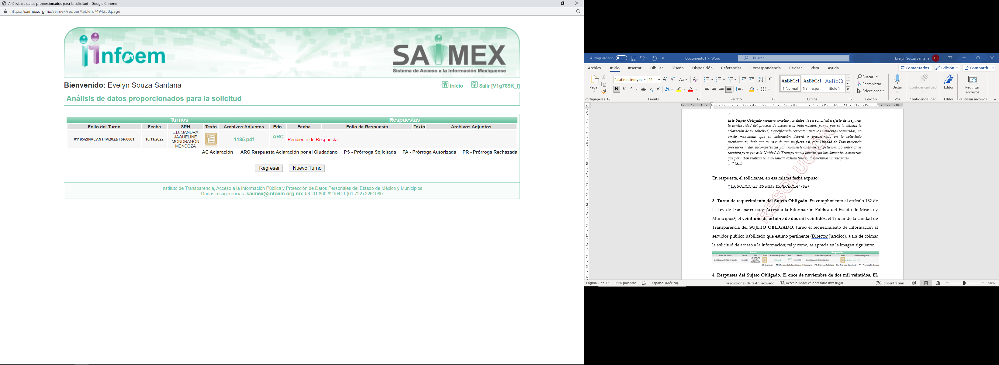 Análisis de datos proporcionados para la solicitud - Google Chrome
https://saimex.org.mx/saimex/requer/tablero/494258.page
infoem
SAIMEX
Sistema de Acceso a la Información Mexiquense
Bienvenido: Evelyn Souza Santana
Inicio Salir [V1g789K_I]
Análisis de datos proporcionados para la solicitud
Turnos Respuestas
Folio del Turno Fecha SPH Texto Archivos Adjuntos Edo. Fecha Folio de Respuesta Texto Archivos Adjuntos
01185/ZINACANT/IP/2022/TSP/0001 16/11/2022 L.D. SANDRA JAQUELINE MONDRAGÓN MENDOZA 1185.pdf ARC Pendiente de Respuesta
AC Aclaración ARC Respuesta Aclaración por el Ciudadano PS - Prórroga Solicitada PA - Prórroga Autorizada PR - Prórroga Rechazada
Regresar Nuevo Turno
Instituto de Transparencia, Acceso a la Información Pública y Protección de Datos Personales del Estado de México y Municipios
Dudas o sugerencias: saimex@infoem.org.mx Tel. 01 800 8210441 (01 722) 2261980
Autoguardado Documento1 - Word Buscar Evelyn Souza Santana ES
Archivo Inicio Insertar Dibujar Diseño Disposición Referencias Correspondencia Revisar Vista Ayuda Comentarios Edición Compartir
Pegar Palatino Linotype 12 Aa
N K S ab x₂ x² A A
AaBbCcI AaBbCcI AaBbCc
¶ Normal ¶ Sin espa... Título 1
Buscar
Reemplazar
Seleccionar
Dictar Confidencialidad Editor Reutilizar archivos
Portapapeles Fuente Párrafo Estilos Edición Voz Confidencialidad Editor Reutilizar archivos
“…
Este Sujeto Obligado requiere ampliar los datos de su solicitud a efecto de asegurar
la continuidad del proceso de acceso a la información, por lo que se le solicita la
aclaración de su solicitud, especificando correctamente los elementos requeridos, no
omito mencionar que su aclaración deberá ir encaminada en lo solicitado
previamente, dado que en caso de que no fuera así, esta Unidad de Transparencia
procederá a dar incompetencia por inconsistencias en su petición; Lo anterior se
requiere para que esta Unidad de Transparencia cuente con los elementos necesarios
que permitan realizar una búsqueda exhaustiva en los archivos municipales.
…” (Sic)
En respuesta, el solicitante, en esa misma fecha expuso:
“ LA SOLICITUD ES MUY ESPECÍFICA” (Sic)
RESOLUCIÓN
3. Turno de requerimiento del Sujeto Obligado. En cumplimiento al artículo 162 de
la Ley de Transparencia y Acceso a la Información Pública del Estado de México y
Municipios², el veintiuno de octubre de dos mil veintidós, el Titular de la Unidad de
Transparencia del SUJETO OBLIGADO, turnó el requerimiento de información al
servidor público habilitado que estimó pertinente (Director Jurídico), a fin de colmar
la solicitud de acceso a la información; tal y como, se aprecia en la imagen siguiente:
Turnos Respuestas
Folio del Turno Fecha SPH Texto Archivos Adjuntos Edo. Fecha Folio de Respuesta Texto Archivos Adjuntos
LIC. ARTURO GALICIA CARBALLAR ARC
AC Aclaración ARC Respuesta Aclaración por el Ciudadano PS - Prórroga Solicitada PA - Prórroga Autorizada PR - Prórroga Rechazada
4. Respuesta del Sujeto Obligado. El once de noviembre de dos mil veintidós, EL
Página 2 de 37 9866 palabras Español (México) Predicciones de texto: activado Accesibilidad: es necesario investigar Concentración 90%